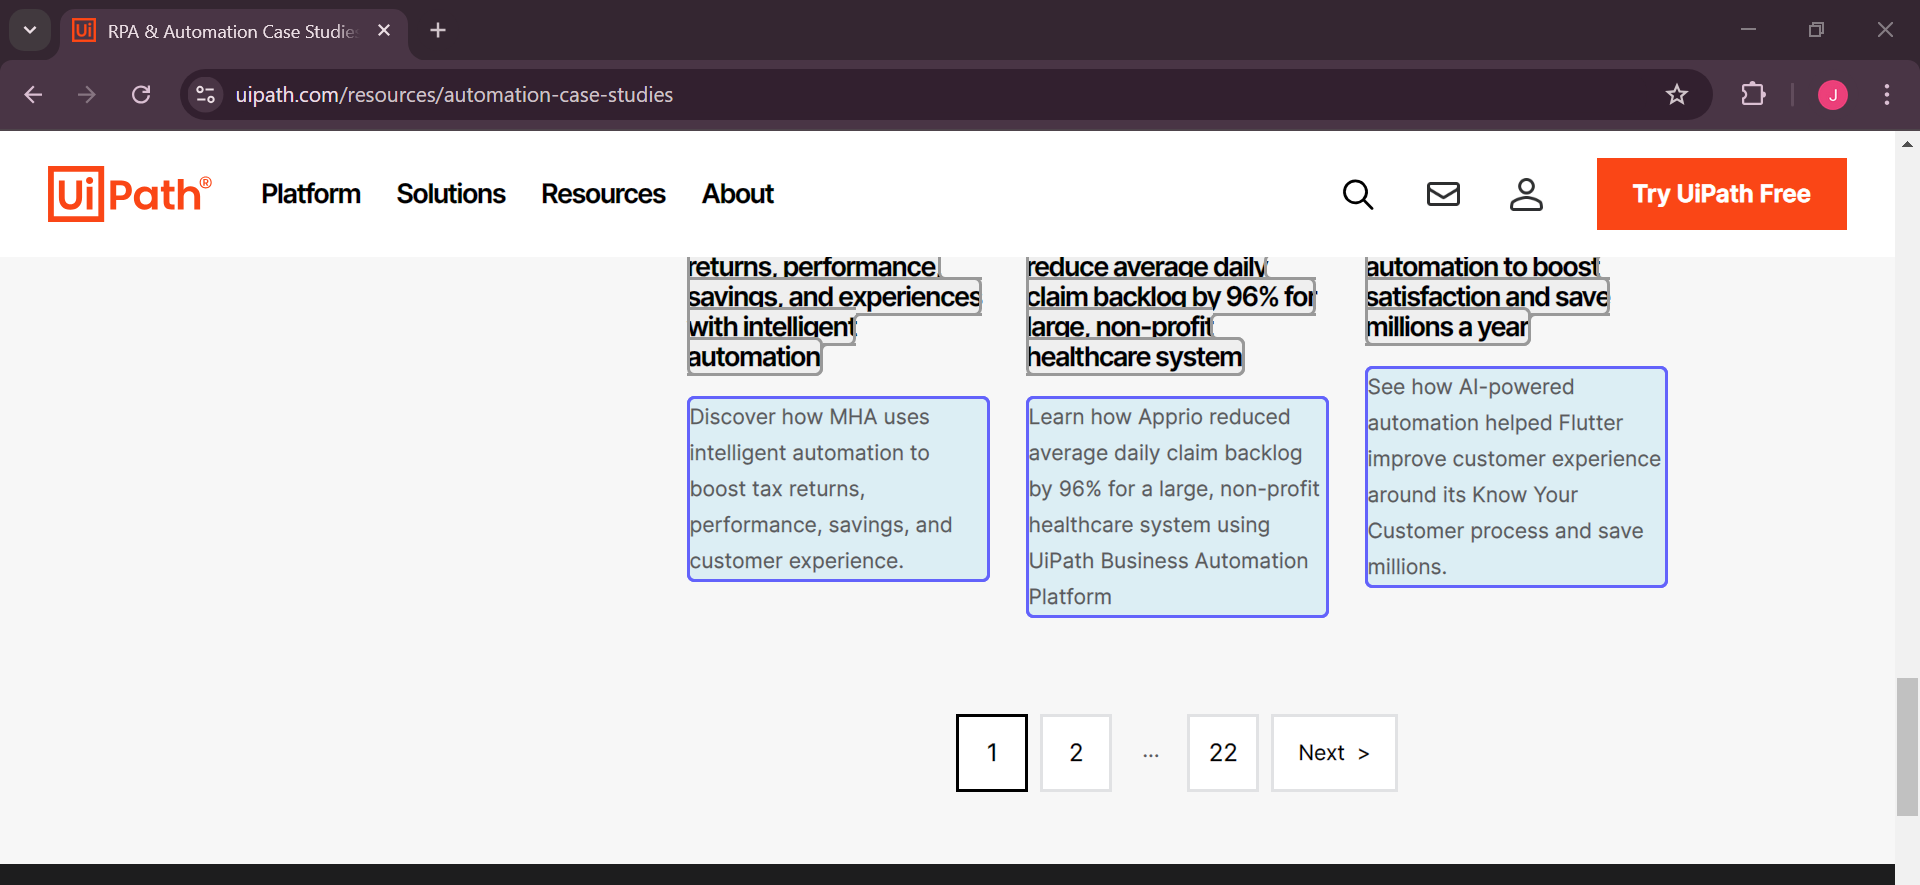 Ui RPA & Automation Case Studie
uipath.com/resources/automation-case-studies
J
UiPath® Platform Solutions Resources About Try UiPath Free
returns, performance,
savings, and experiences
with intelligent
automation
Discover how MHA uses
intelligent automation to
boost tax returns,
performance, savings, and
customer experience.
reduce average daily
claim backlog by 96% for
large, non-profit
healthcare system
Learn how Apprio reduced
average daily claim backlog
by 96% for a large, non-profit
healthcare system using
UiPath Business Automation
Platform
automation to boost
satisfaction and save
millions a year
See how AI-powered
automation helped Flutter
improve customer experience
around its Know Your
Customer process and save
millions.
1 2 ... 22 Next >